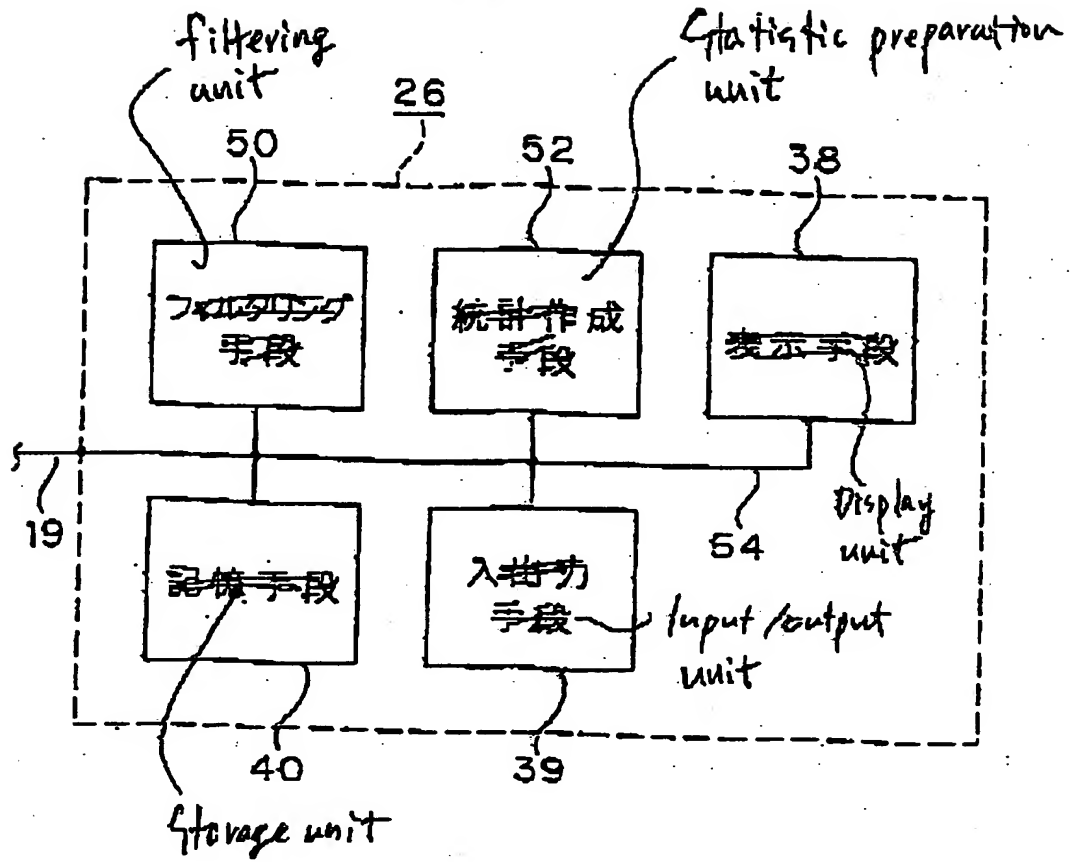 filtering
unit
Statistic preparation
unit
26
50
52
38
フィルタリング
手段
統計作成
手段
表示手段
19
54
Display
unit
記憶手段
入出力
手段
Input/output
unit
40
39
Storage unit